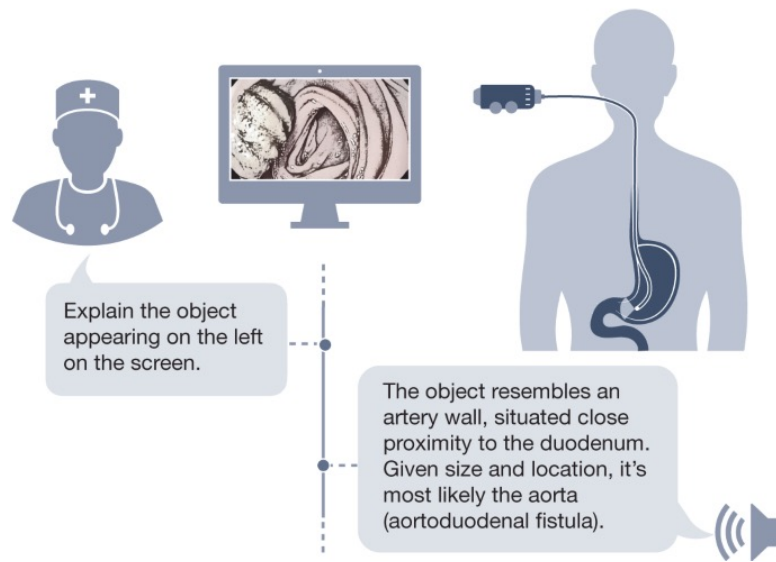 Explain the object
appearing on the left
on the screen.
The object resembles an
artery wall, situated close
proximity to the duodenum.
Given size and location, it's
most likely the aorta
(aortoduodenal fistula).